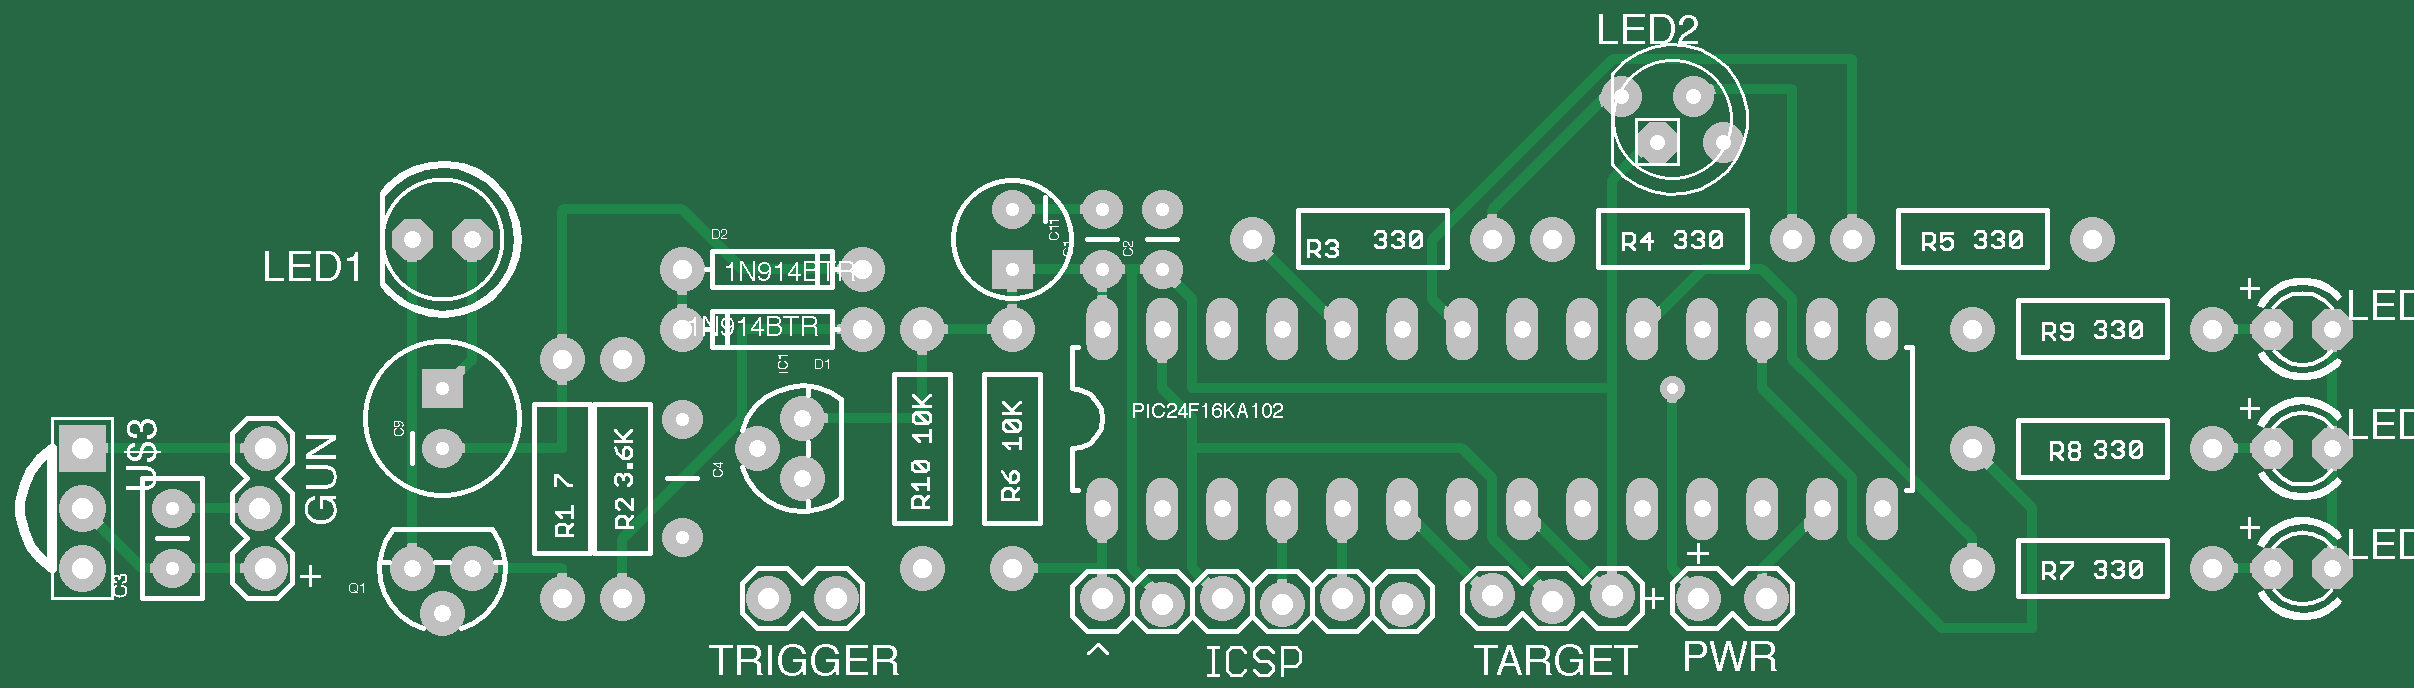 LED2
LED1
D2
1N914BTR
1N914BTR
IC1
D1
C11
C1
C2
R3 330
R4 330
R5 330
R9 330
LED
R8 330
LED
R7 330
LED
PIC24F16KA102
C9
US3
GUN
+
C3
Q1
R1 7
R2 3.6K
C4
R10 10K
R6 10K
TRIGGER
^
ICSP
TARGET
+
PWR
+
+
+
+